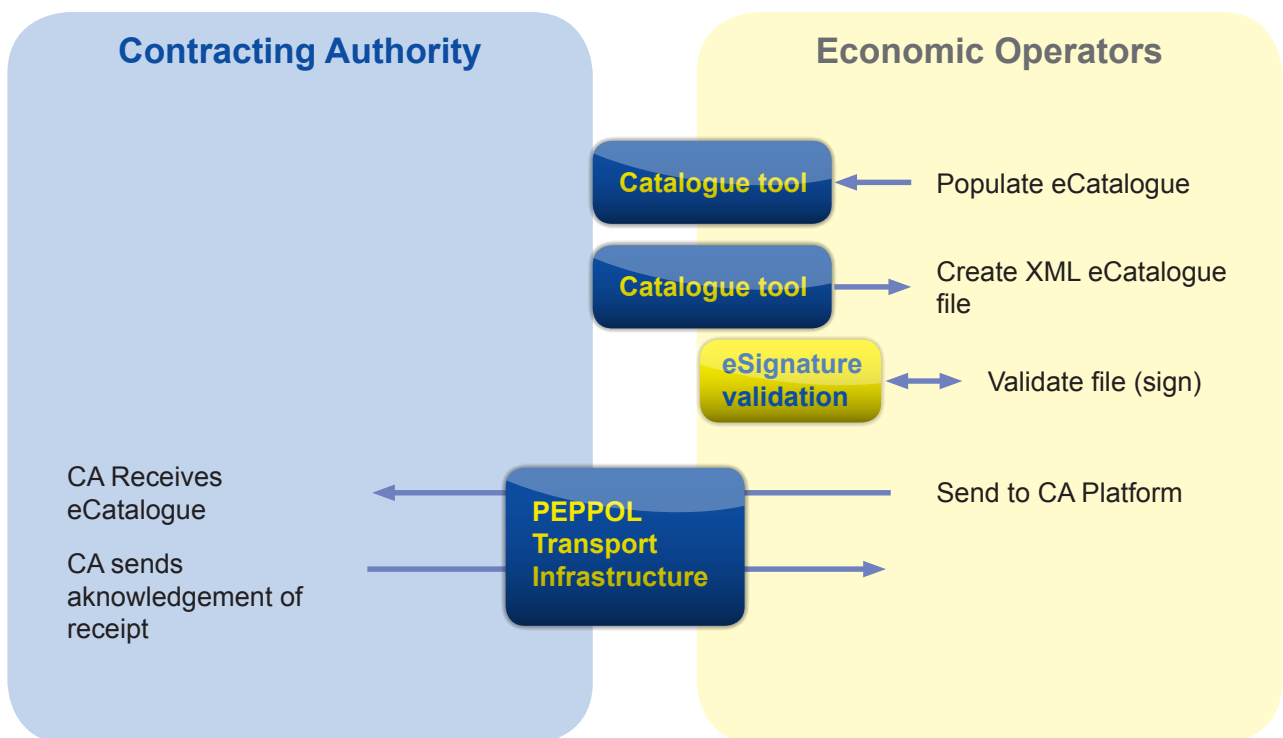 Contracting Authority
Economic Operators
Catalogue tool
Populate eCatalogue
Catalogue tool
Create XML eCatalogue
file
eSignature
validation
Validate file (sign)
CA Receives
eCatalogue
PEPPOL
Transport
Infrastructure
Send to CA Platform
CA sends
aknowledgement of
receipt